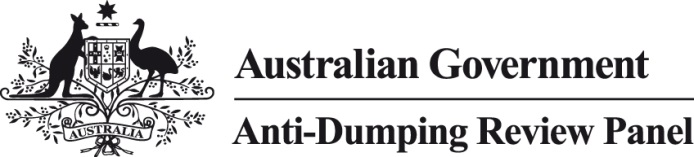 AUSTRALIA
Australian Government
Anti-Dumping Review Panel